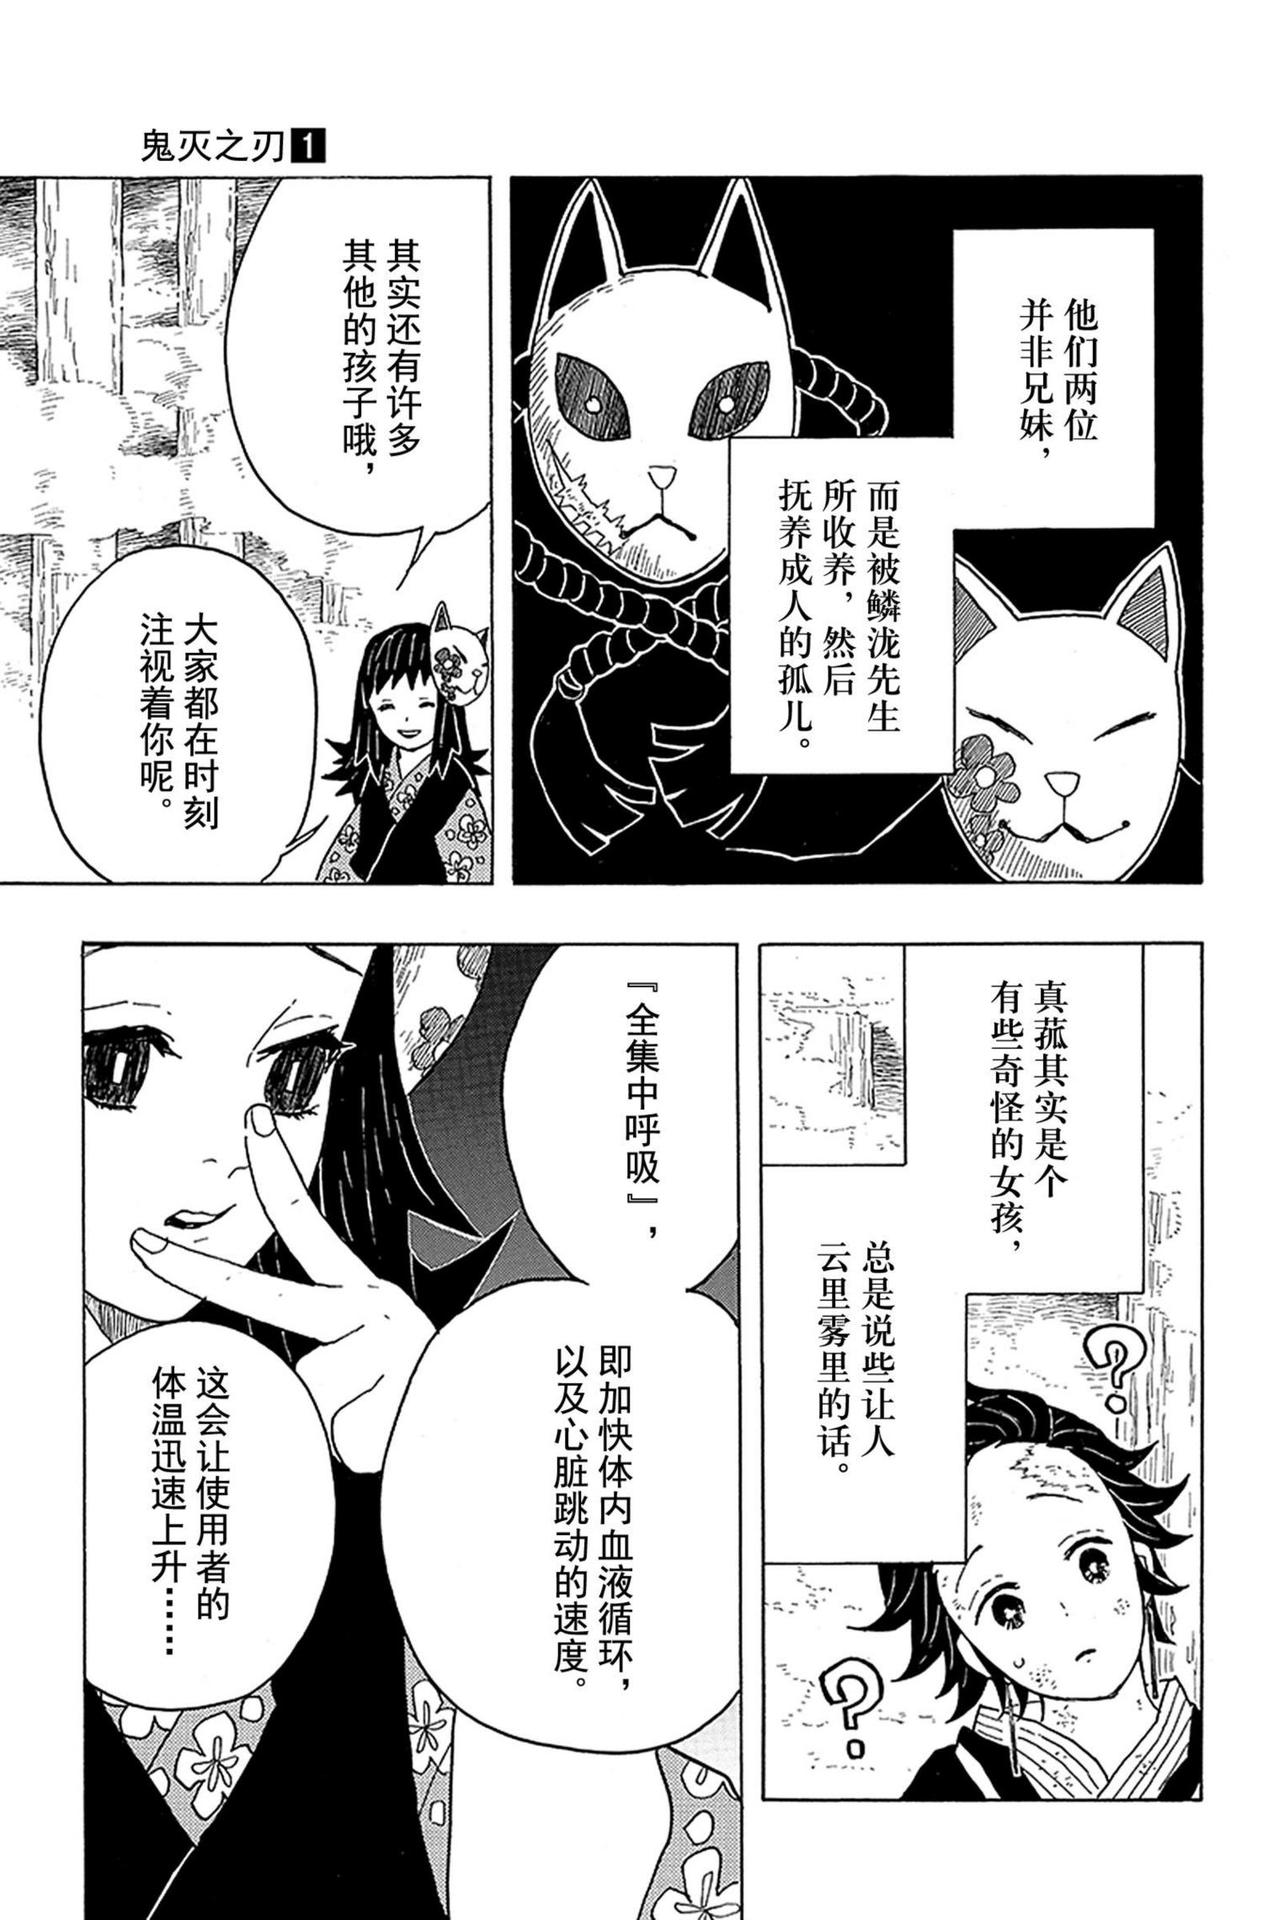 鬼灭之刃1
他们两位
并非兄妹，
而是被鳞泷先生
所收养，然后
抚养成人的孤儿。
其实还有许多
其他的孩子哦，
大家都在时刻
注视着你呢。
真菰其实是个
有些奇怪的女孩，
总是说些让人
云里雾里的话。
？
？
『全集中呼吸』，
即加快体内血液循环，
以及心脏跳动的速度。
这会让使用者的
体温迅速上升……